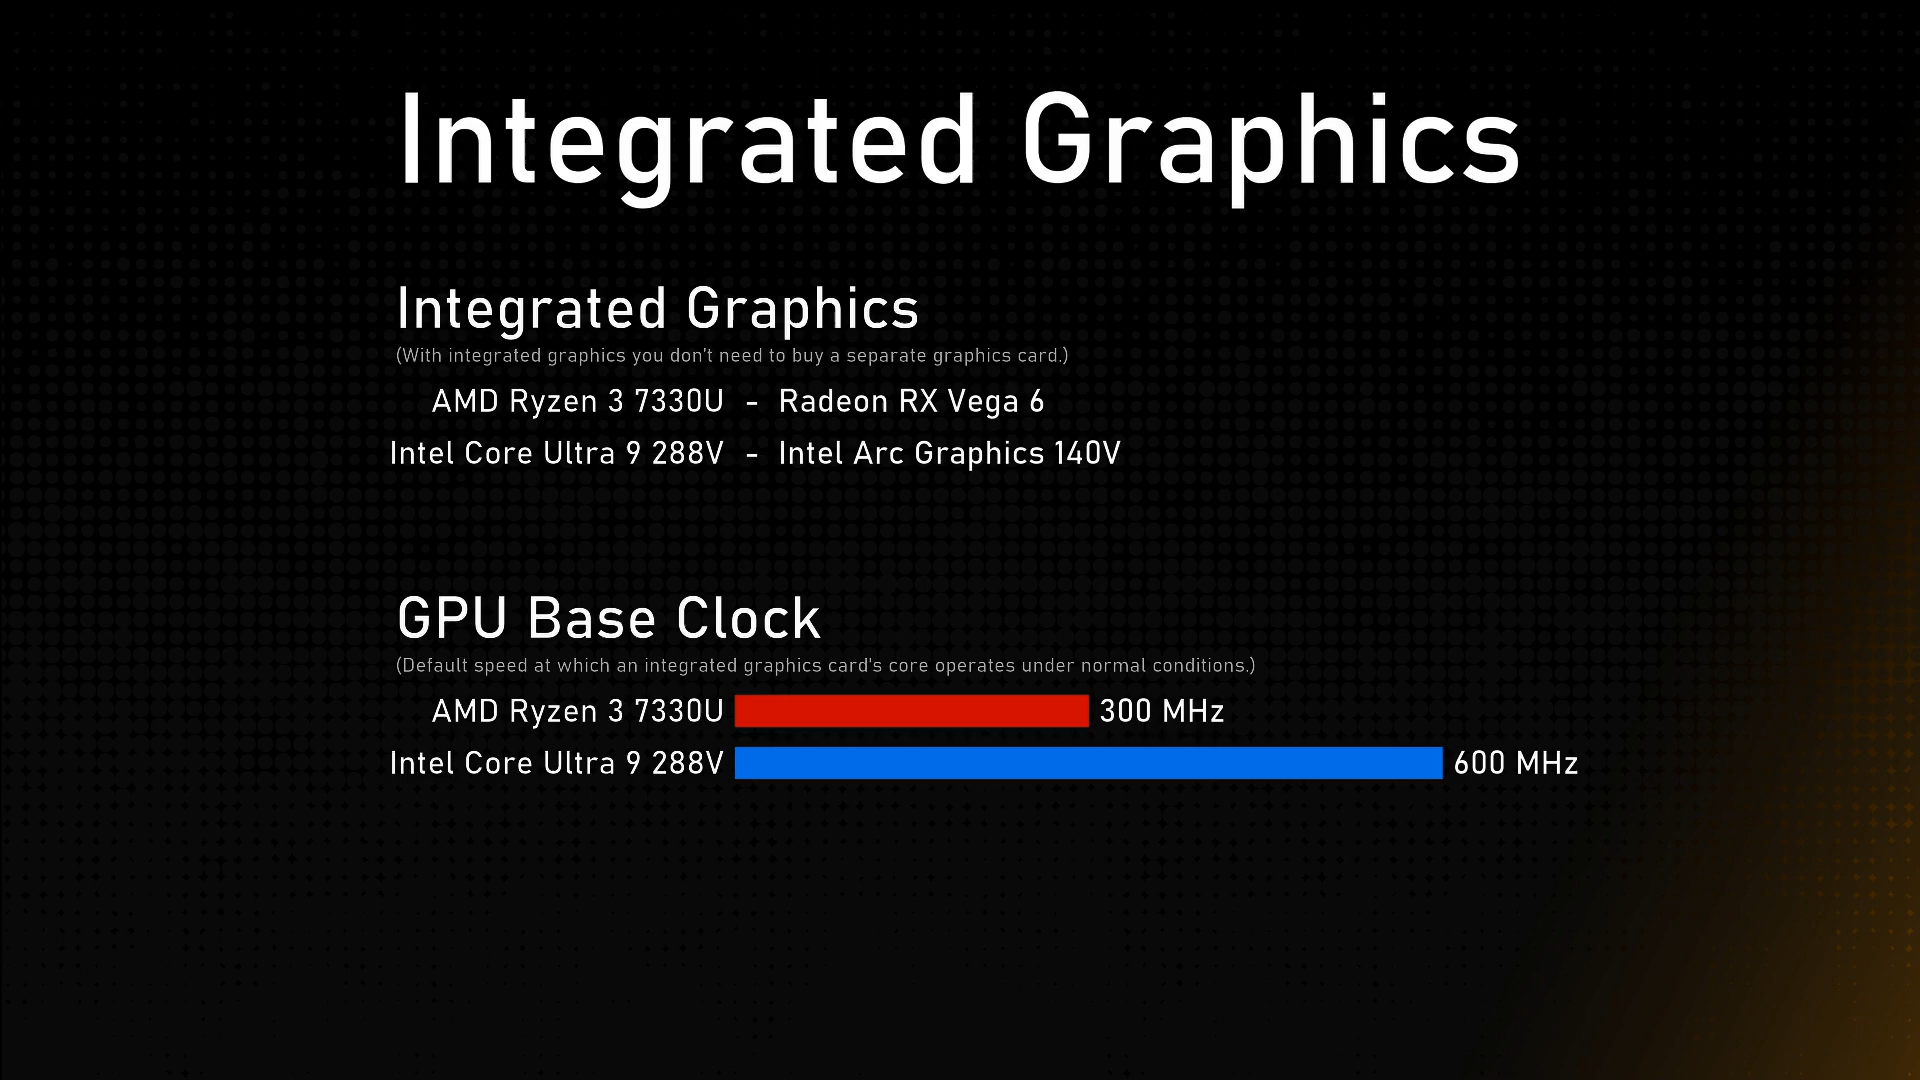 Integrated Graphics
Integrated Graphics
(With integrated graphics you don't need to buy a separate graphics card.)
AMD Ryzen 3 7330U - Radeon RX Vega 6
Intel Core Ultra 9 288V - Intel Arc Graphics 140V
GPU Base Clock
(Default speed at which an integrated graphics card's core operates under normal conditions.)
AMD Ryzen 3 7330U 300 MHz
Intel Core Ultra 9 288V 600 MHz